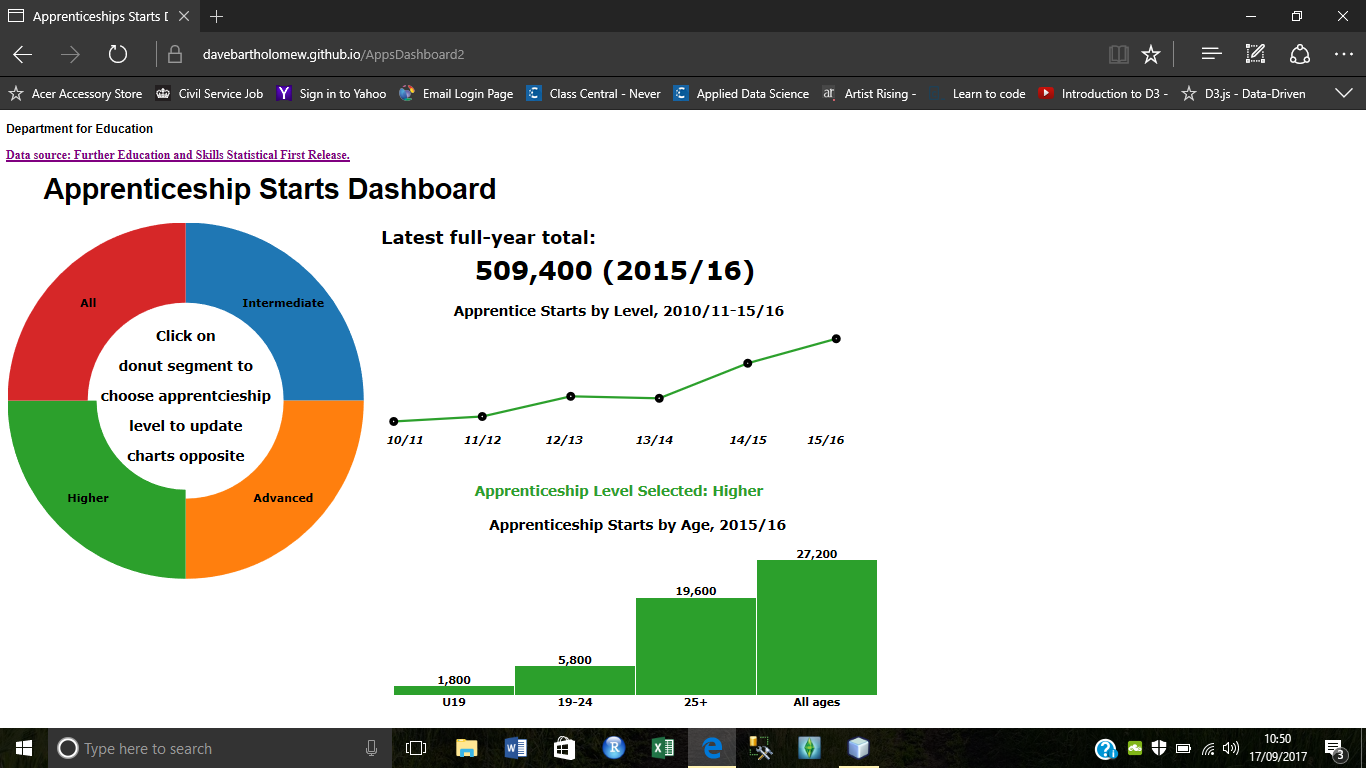 Apprenticeships Starts D
davebartholomew.github.io/AppsDashboard2
Acer Accessory Store Civil Service Job Sign in to Yahoo Email Login Page Class Central - Never Applied Data Science Artist Rising - Learn to code Introduction to D3 - D3.js - Data-Driven
Department for Education
Data source: Further Education and Skills Statistical First Release.
Apprenticeship Starts Dashboard
All
Intermediate
Click on
donut segment to
choose apprentcieship
level to update
charts opposite
Higher
Advanced
Latest full-year total:
509,400 (2015/16)
Apprentice Starts by Level, 2010/11-15/16
10/11 11/12 12/13 13/14 14/15 15/16
Apprenticeship Level Selected: Higher
Apprenticeship Starts by Age, 2015/16
27,200
19,600
5,800
1,800
U19 19-24 25+ All ages
Type here to search
10:50
17/09/2017
3